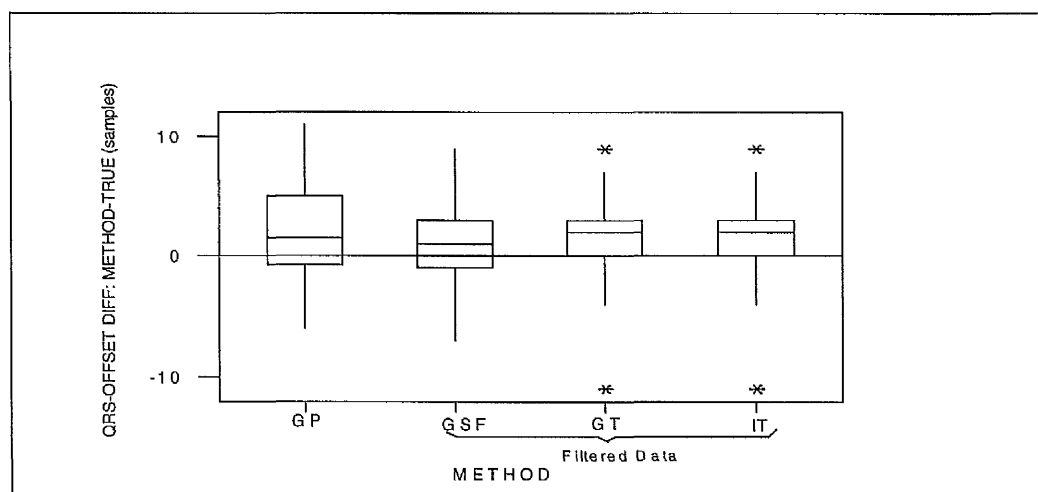 QRS-OFFSET DIFF: METHOD-TRUE (samples)
10
0
-10
GP GSF GT IT
Filtered Data
METHOD